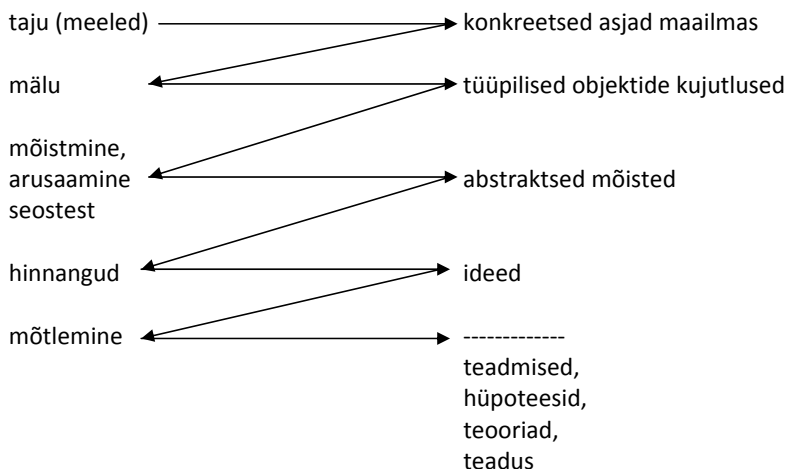 taju (meeled) konkreetsed asjad maailmas
mälu tüüpilised objektide kujutlused
mõistmine,
arusaamine abstraktsed mõisted
seostest
hinnangud ideed
mõtlemine -------------
teadmised,
hüpoteesid,
teooriad,
teadus